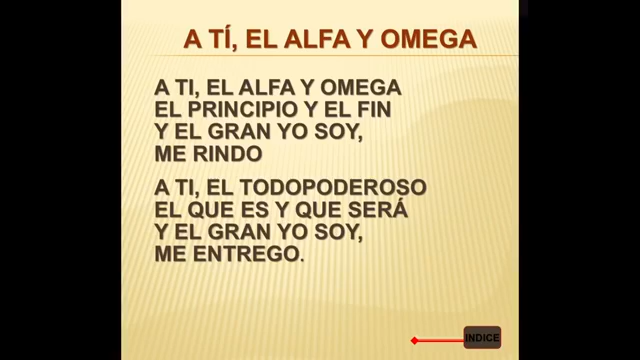 A TÍ, EL ALFA Y OMEGA
A TI, EL ALFA Y OMEGA
EL PRINCIPIO Y EL FIN
Y EL GRAN YO SOY,
ME RINDO
A TI, EL TODOPODEROSO
EL QUE ES Y QUE SERÁ
Y EL GRAN YO SOY,
ME ENTREGO.
INDICE